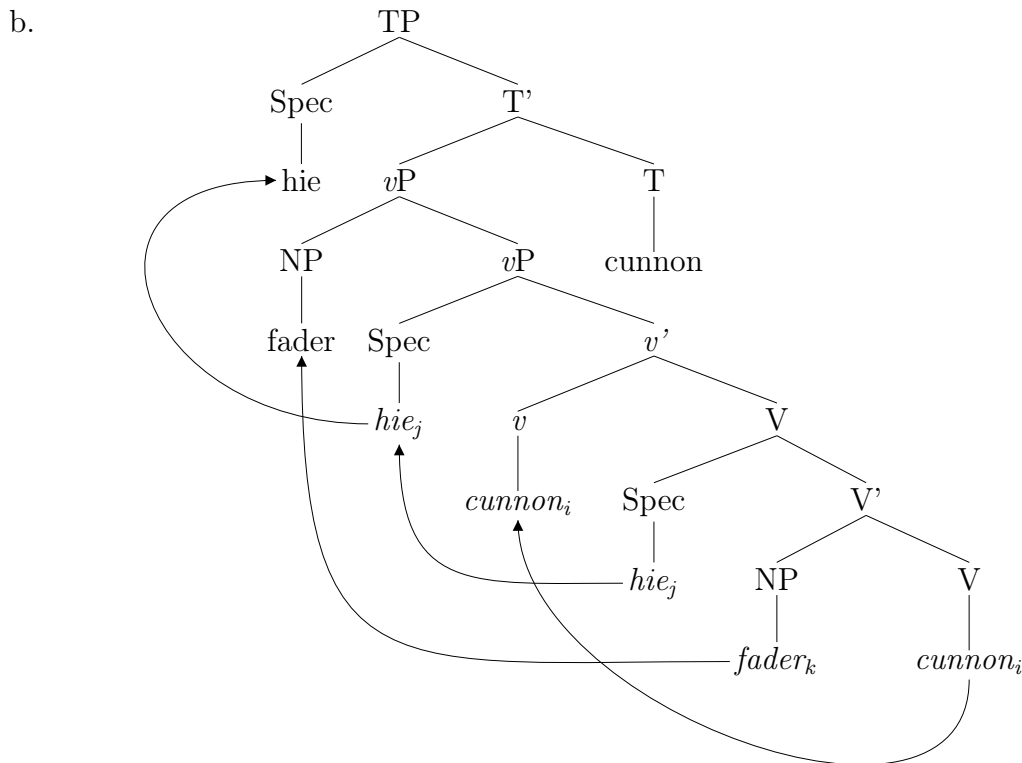 b.
TP
Spec T'
hie vP T
NP vP cunnon
fader Spec v'
hie_j v V
cunnon_i Spec V'
hie_j NP V
fader_k cunnon_i